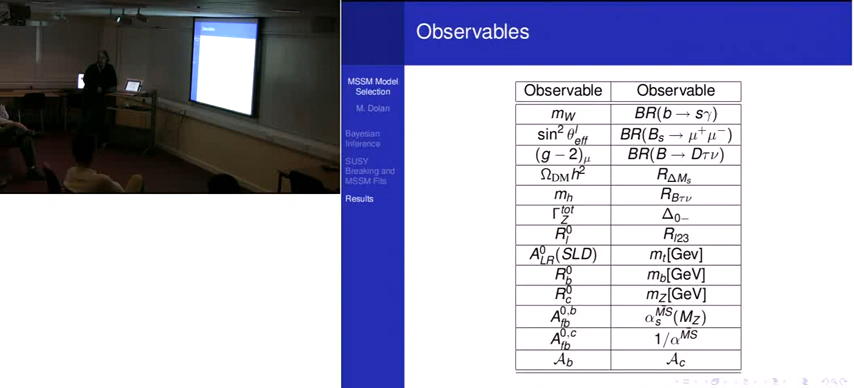 Observables
MSSM Model
Selection
M. Dolan
Bayesian
Inference
SUSY
Breaking and
MSSM Fits
Results
Observable Observable
m_W BR(b → sγ)
sin² θ^l_eff BR(B_s → μ⁺μ⁻)
(g − 2)_μ BR(B → Dτν)
Ω_DM h² R_ΔM_s
m_h R_Bτν
Γ_Z^tot Δ_0−
R_l^0 R_l23
A^0_LR(SLD) m_t[Gev]
R_b^0 m_b[GeV]
R_c^0 m_Z[GeV]
A_fb^0,b α_s^MS(M_Z)
A_fb^0,c 1/α^MS
A_b A_c